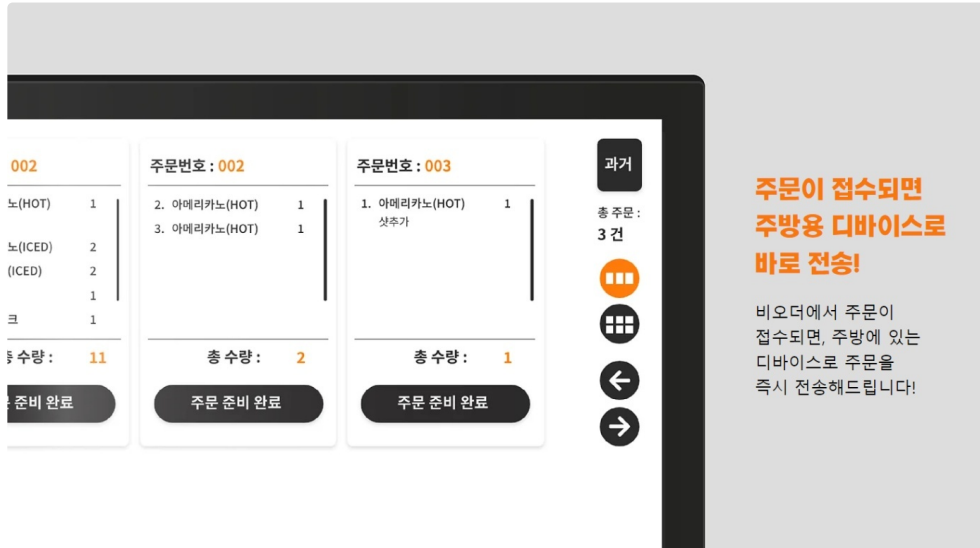 002
노(HOT) 1
노(ICED) 2
(ICED) 2
1
크 1
총 수량 : 11
준비 완료
주문번호 : 002
2. 아메리카노(HOT) 1
3. 아메리카노(HOT) 1
총 수량 : 2
주문 준비 완료
주문번호 : 003
1. 아메리카노(HOT) 1
샷추가
총 수량 : 1
주문 준비 완료
과거
총 주문 :
3 건
주문이 접수되면
주방용 디바이스로
바로 전송!
비오더에서 주문이
접수되면, 주방에 있는
디바이스로 주문을
즉시 전송해드립니다!